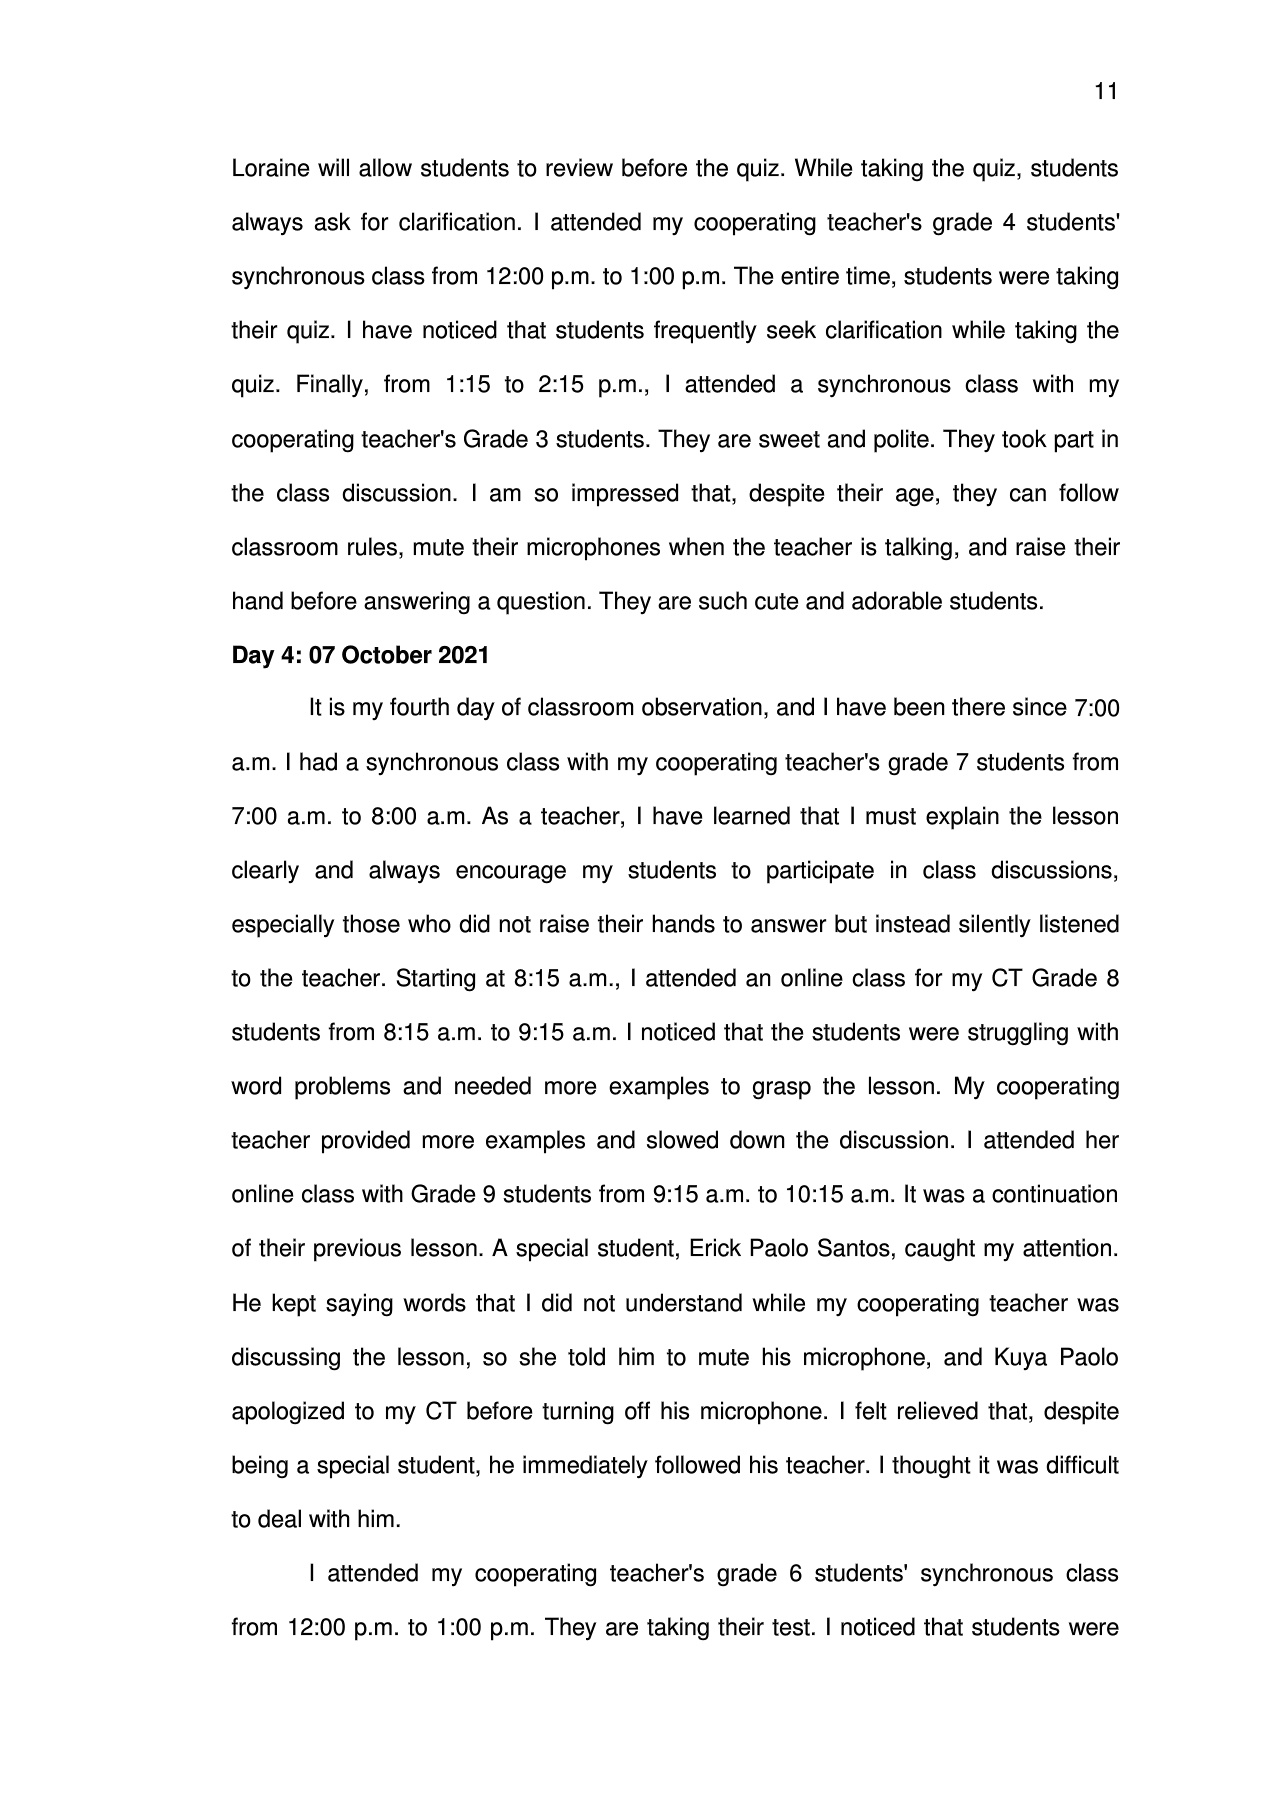 11
Loraine will allow students to review before the quiz. While taking the quiz, students
always ask for clarification. I attended my cooperating teacher's grade 4 students'
synchronous class from 12:00 p.m. to 1:00 p.m. The entire time, students were taking
their quiz. I have noticed that students frequently seek clarification while taking the
quiz. Finally, from 1:15 to 2:15 p.m., I attended a synchronous class with my
cooperating teacher's Grade 3 students. They are sweet and polite. They took part in
the class discussion. I am so impressed that, despite their age, they can follow
classroom rules, mute their microphones when the teacher is talking, and raise their
hand before answering a question. They are such cute and adorable students.
Day 4: 07 October 2021
It is my fourth day of classroom observation, and I have been there since 7:00
a.m. I had a synchronous class with my cooperating teacher's grade 7 students from
7:00 a.m. to 8:00 a.m. As a teacher, I have learned that I must explain the lesson
clearly and always encourage my students to participate in class discussions,
especially those who did not raise their hands to answer but instead silently listened
to the teacher. Starting at 8:15 a.m., I attended an online class for my CT Grade 8
students from 8:15 a.m. to 9:15 a.m. I noticed that the students were struggling with
word problems and needed more examples to grasp the lesson. My cooperating
teacher provided more examples and slowed down the discussion. I attended her
online class with Grade 9 students from 9:15 a.m. to 10:15 a.m. It was a continuation
of their previous lesson. A special student, Erick Paolo Santos, caught my attention.
He kept saying words that I did not understand while my cooperating teacher was
discussing the lesson, so she told him to mute his microphone, and Kuya Paolo
apologized to my CT before turning off his microphone. I felt relieved that, despite
being a special student, he immediately followed his teacher. I thought it was difficult
to deal with him.
I attended my cooperating teacher's grade 6 students' synchronous class
from 12:00 p.m. to 1:00 p.m. They are taking their test. I noticed that students were